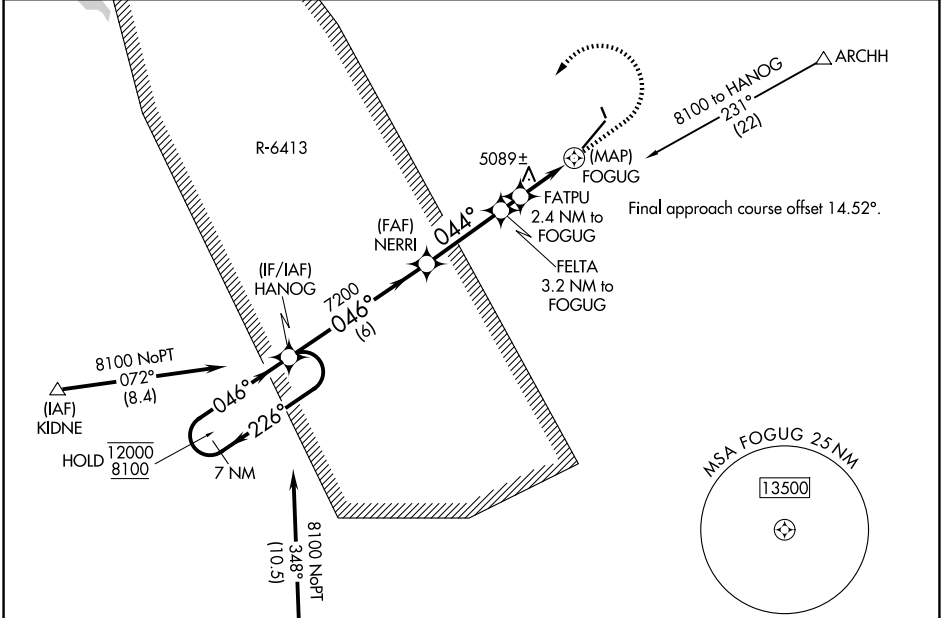 ARCHH
8100 to HANOG
231°
(22)
R-6413
5089±
(MAP)
FOGUG
FATPU
2.4 NM to
FOGUG
Final approach course offset 14.52°.
044°
(FAF)
NERRI
FELTA
3.2 NM to
FOGUG
(IF/IAF)
HANOG
7200
046°
(6)
8100 NoPT
072°
(8.4)
(IAF)
KIDNE
046°
226°
HOLD
12000
8100
7 NM
8100 NoPT
348°
(10.5)
MSA FOGUG 25 NM
13500